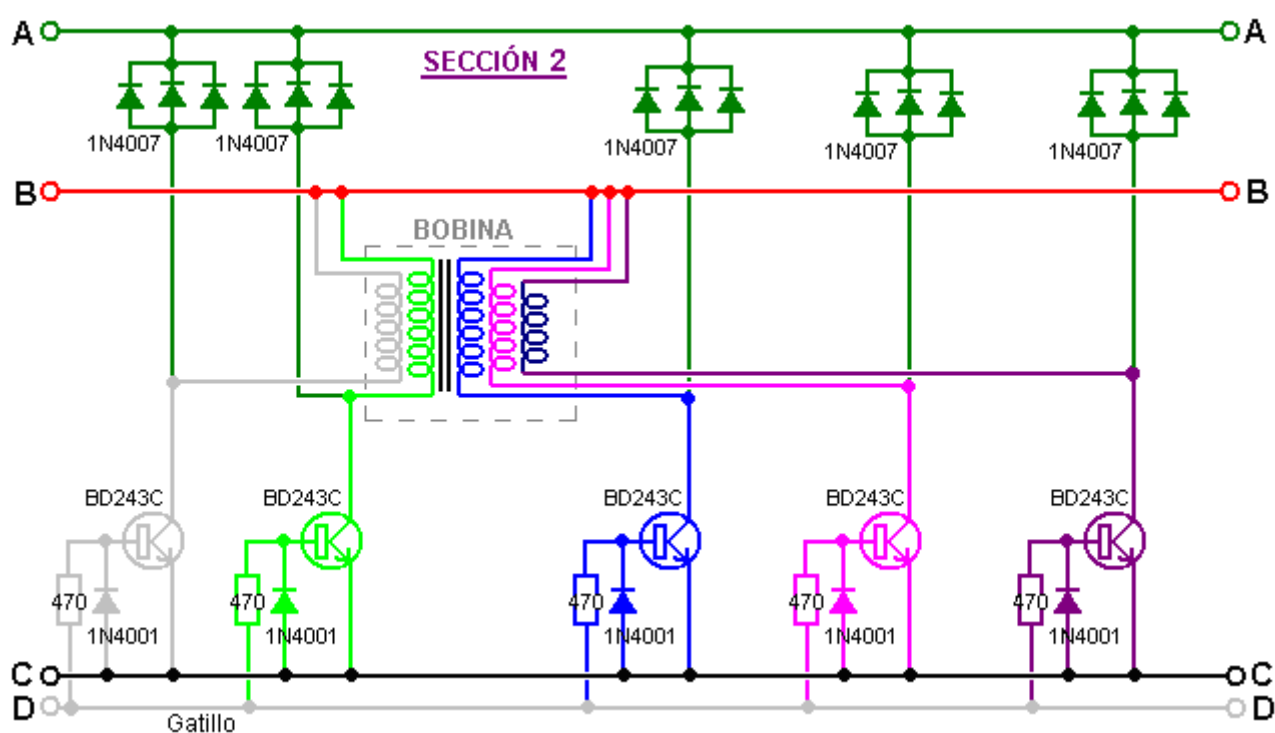 A A
SECCIÓN 2
1N4007 1N4007 1N4007 1N4007 1N4007
B B
BOBINA
BD243C BD243C BD243C BD243C BD243C
470 470 470 470 470
1N4001 1N4001 1N4001 1N4001 1N4001
C C
D D
Gatillo